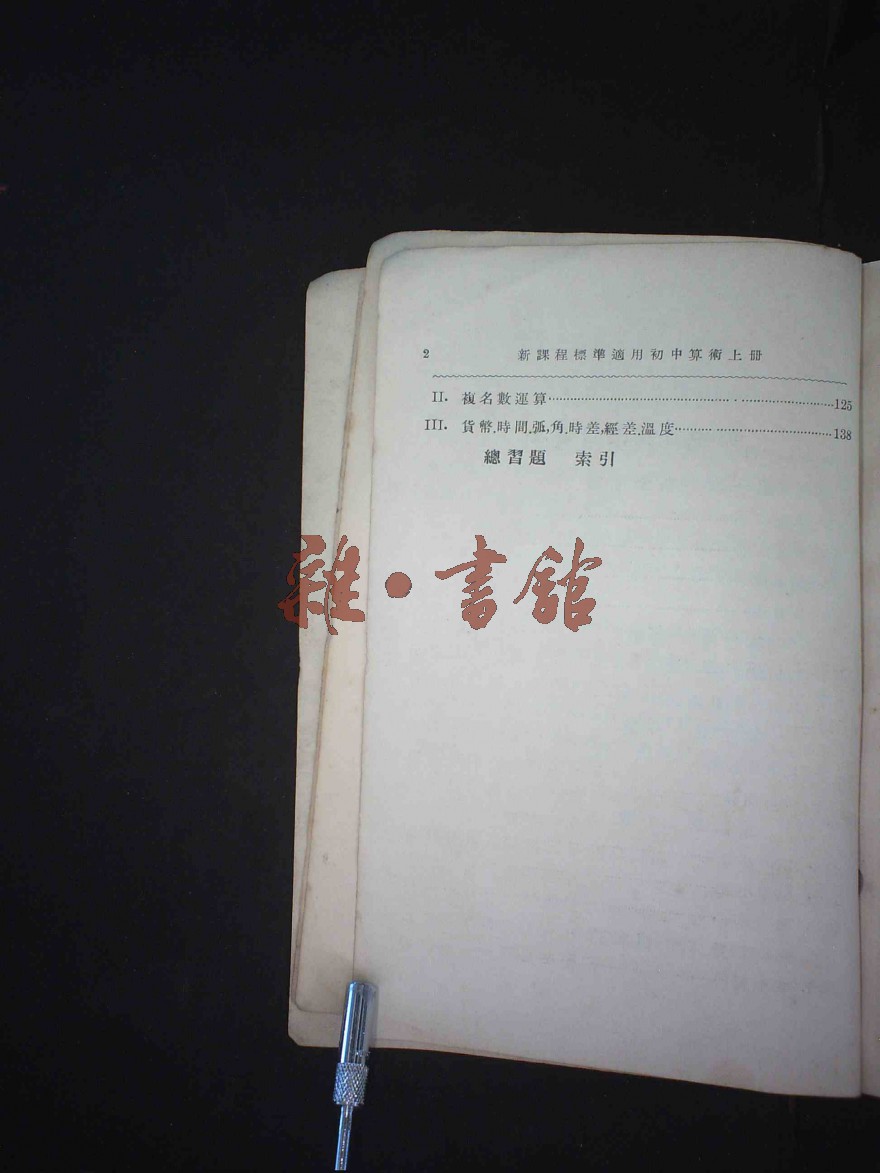 2 新課程標準適用初中算術上冊
II. 複名數運算……………………………………125
III. 貨幣,時間,弧,角,時差,經差,溫度……………………138
總習題 索引
雜·書館